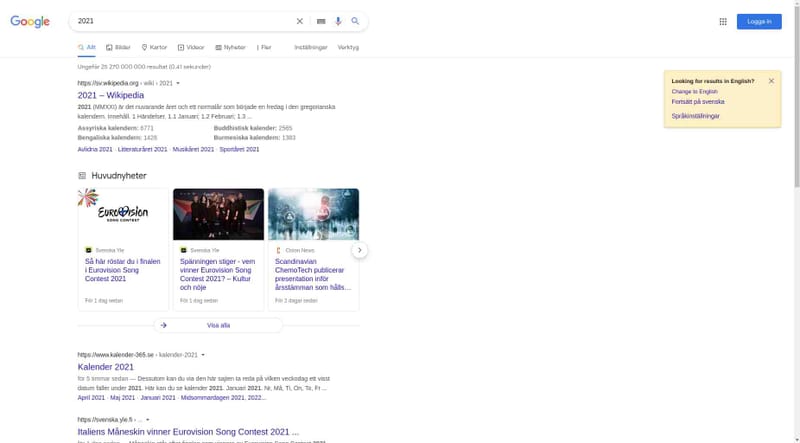 Google
2021
Logga in
Allt
Bilder
Kartor
Videor
Nyheter
Fler
Inställningar
Verktyg
Ungefär 25 270 000 000 resultat (0,41 sekunder)
https://sv.wikipedia.org › wiki › 2021
2021 – Wikipedia
2021 (MMXXI) är det nuvarande året och ett normalår som började en fredag i den gregorianska
kalendern. Innehåll. 1 Händelser. 1.1 Januari; 1.2 Februari; 1.3 ...
Assyriska kalendern: 6771
Buddhistisk kalender: 2565
Bengaliska kalendern: 1428
Burmesiska kalendern: 1383
Avlidna 2021 · Litteraturåret 2021 · Musikåret 2021 · Sportåret 2021
Looking for results in English?
Change to English
Fortsätt på svenska
Språkinställningar
Huvudnyheter
EUROVISION
SONG CONTEST
Svenska Yle
Så här röstar du i finalen
i Eurovision Song
Contest 2021
För 1 dag sedan
Svenska Yle
Spänningen stiger - vem
vinner Eurovision Song
Contest 2021? – Kultur
och nöje
För 1 dag sedan
News
Scandinavian
ChemoTech publicerar
presentation inför
årsstämman som hålls...
För 2 dagar sedan
Visa alla
https://www.kalender-365.se › kalender-2021
Kalender 2021
för 5 timmar sedan — Dessutom kan du via den här sajten ta reda på vilken veckodag ett visst
datum faller under 2021. Här kan du se kalender 2021. Januari 2021. Nr, Må, Ti, On, To, Fr ...
April 2021 · Maj 2021 · Januari 2021 · Midsommardagen 2021, 2022...
https://svenska.yle.fi › ...
Italiens Måneskin vinner Eurovision Song Contest 2021 ...